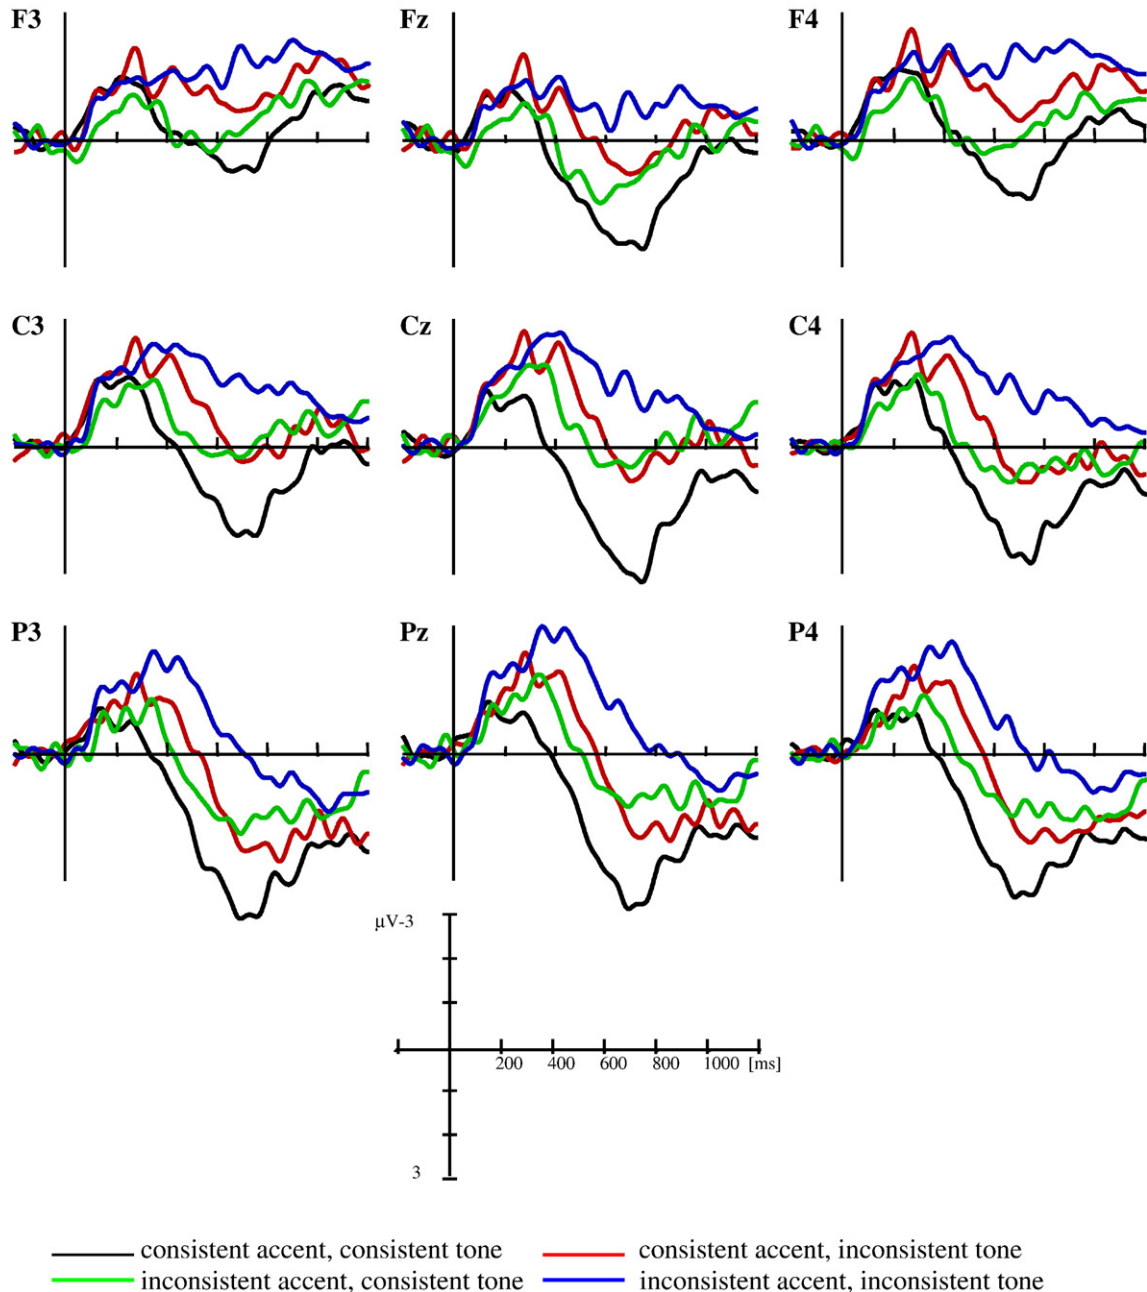 F3 Fz F4
C3 Cz C4
P3 Pz P4
μV-3
200 400 600 800 1000 [ms]
3
consistent accent, consistent tone consistent accent, inconsistent tone
inconsistent accent, consistent tone inconsistent accent, inconsistent tone